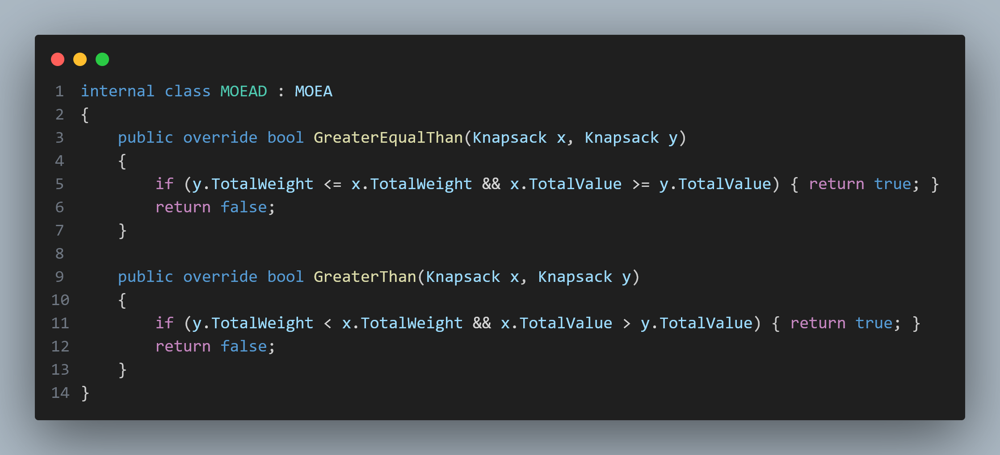 1 internal class MOEAD : MOEA
2 {
3     public override bool GreaterEqualThan(Knapsack x, Knapsack y)
4     {
5         if (y.TotalWeight <= x.TotalWeight && x.TotalValue >= y.TotalValue) { return true; }
6         return false;
7     }
8
9     public override bool GreaterThan(Knapsack x, Knapsack y)
10     {
11         if (y.TotalWeight < x.TotalWeight && x.TotalValue > y.TotalValue) { return true; }
12         return false;
13     }
14 }